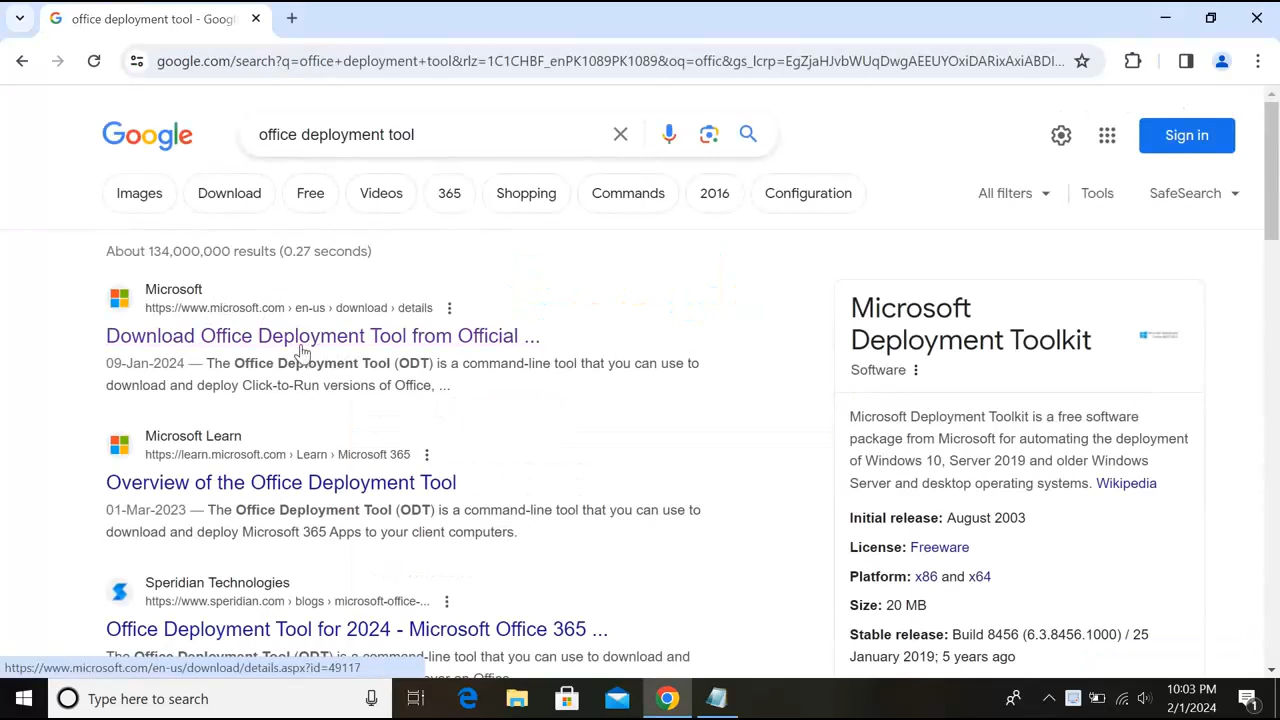 office deployment tool - Goog
google.com/search?q=office+deployment+tool&rlz=1C1CHBF_enPK1089PK1089&oq=offic&gs_lcrp=EgZjaHJvbWUqDwgAEEUYOxiDARixAxiABDI...
Google
office deployment tool
Sign in
Images
Download
Free
Videos
365
Shopping
Commands
2016
Configuration
All filters
Tools
SafeSearch
About 134,000,000 results (0.27 seconds)
Microsoft
https://www.microsoft.com › en-us › download › details
Download Office Deployment Tool from Official ...
09-Jan-2024 — The Office Deployment Tool (ODT) is a command-line tool that you can use to
download and deploy Click-to-Run versions of Office, ...
Microsoft Learn
https://learn.microsoft.com › Learn › Microsoft 365
Overview of the Office Deployment Tool
01-Mar-2023 — The Office Deployment Tool (ODT) is a command-line tool that you can use to
download and deploy Microsoft 365 Apps to your client computers.
Speridian Technologies
https://www.speridian.com › blogs › microsoft-office-...
Office Deployment Tool for 2024 - Microsoft Office 365 ...
The Office Deployment Tool (ODT) is a command-line tool that you can use to download and
Microsoft
Deployment Toolkit
Software
Microsoft Deployment Toolkit is a free software
package from Microsoft for automating the deployment
of Windows 10, Server 2019 and older Windows
Server and desktop operating systems. Wikipedia
Initial release: August 2003
License: Freeware
Platform: x86 and x64
Size: 20 MB
Stable release: Build 8456 (6.3.8456.1000) / 25
January 2019; 5 years ago
https://www.microsoft.com/en-us/download/details.aspx?id=49117
Type here to search
10:03 PM
2/1/2024
1